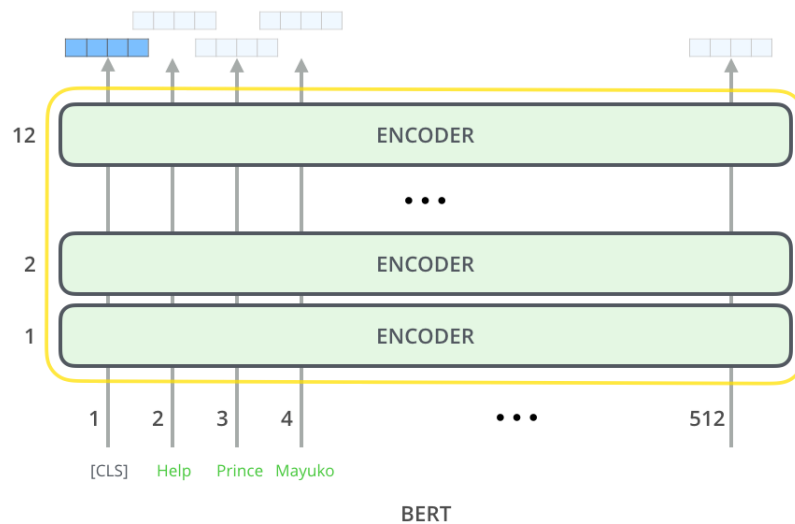 12 ENCODER
...
2 ENCODER
1 ENCODER
1 2 3 4 ... 512
[CLS] Help Prince Mayuko
BERT